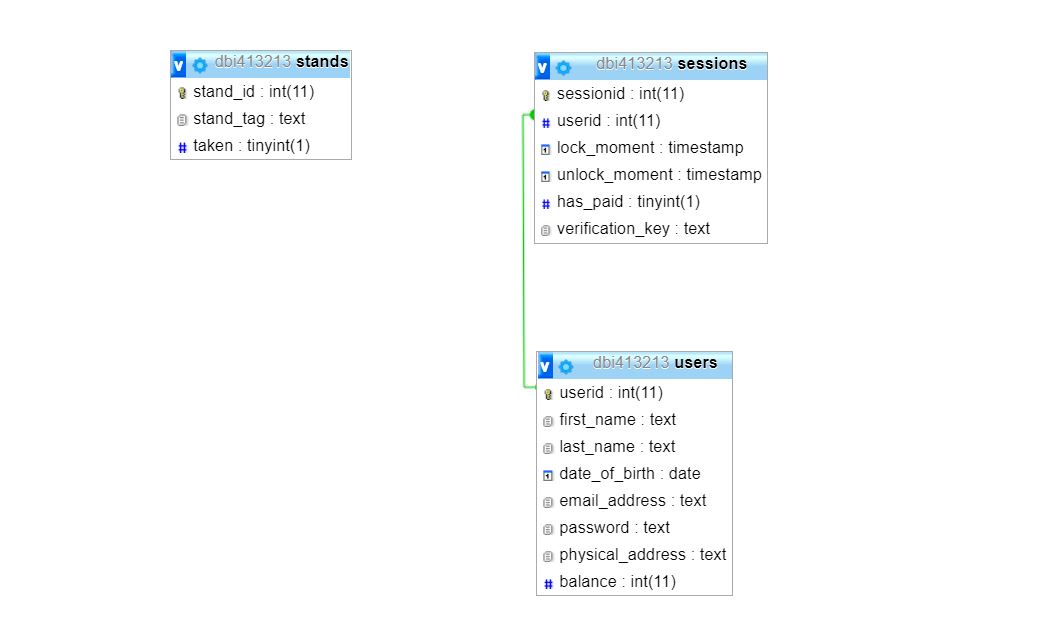 v dbi413213 stands
stand_id : int(11)
stand_tag : text
# taken : tinyint(1)
v dbi413213 sessions
sessionid : int(11)
# userid : int(11)
lock_moment : timestamp
unlock_moment : timestamp
# has_paid : tinyint(1)
verification_key : text
v dbi413213 users
userid : int(11)
first_name : text
last_name : text
date_of_birth : date
email_address : text
password : text
physical_address : text
# balance : int(11)